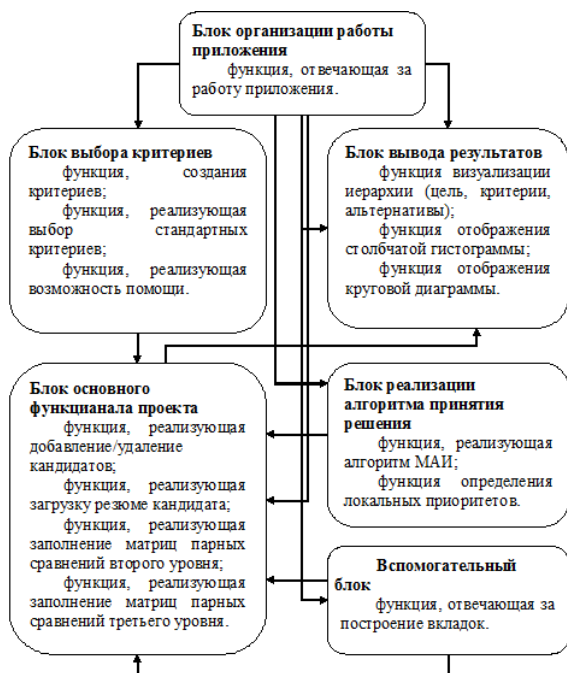 Блок организации работы
приложения
функция, отвечающая за
работу приложения.
Блок выбора критериев
функция, создания
критериев;
функция, реализующая
выбор стандартных
критериев;
функция, реализующая
возможность помощи.
Блок вывода результатов
функция визуализации
иерархии (цель, критерии,
альтернативы);
функция отображения
столбчатой гистограммы;
функция отображения
круговой диаграммы.
Блок основного
функцианала проекта
функция, реализующая
добавление/удаление
кандидатов;
функция, реализующая
загрузку резюме кандидата;
функция, реализующая
заполнение матриц парных
сравнений второго уровня;
функция, реализующая
заполнение матриц парных
сравнений третьего уровня.
Блок реализации
алгоритма принятия
решения
функция, реализующая
алгоритм МАИ;
функция определения
локальных приоритетов.
Вспомогательный
блок
функция, отвечающая за
построение вкладок.